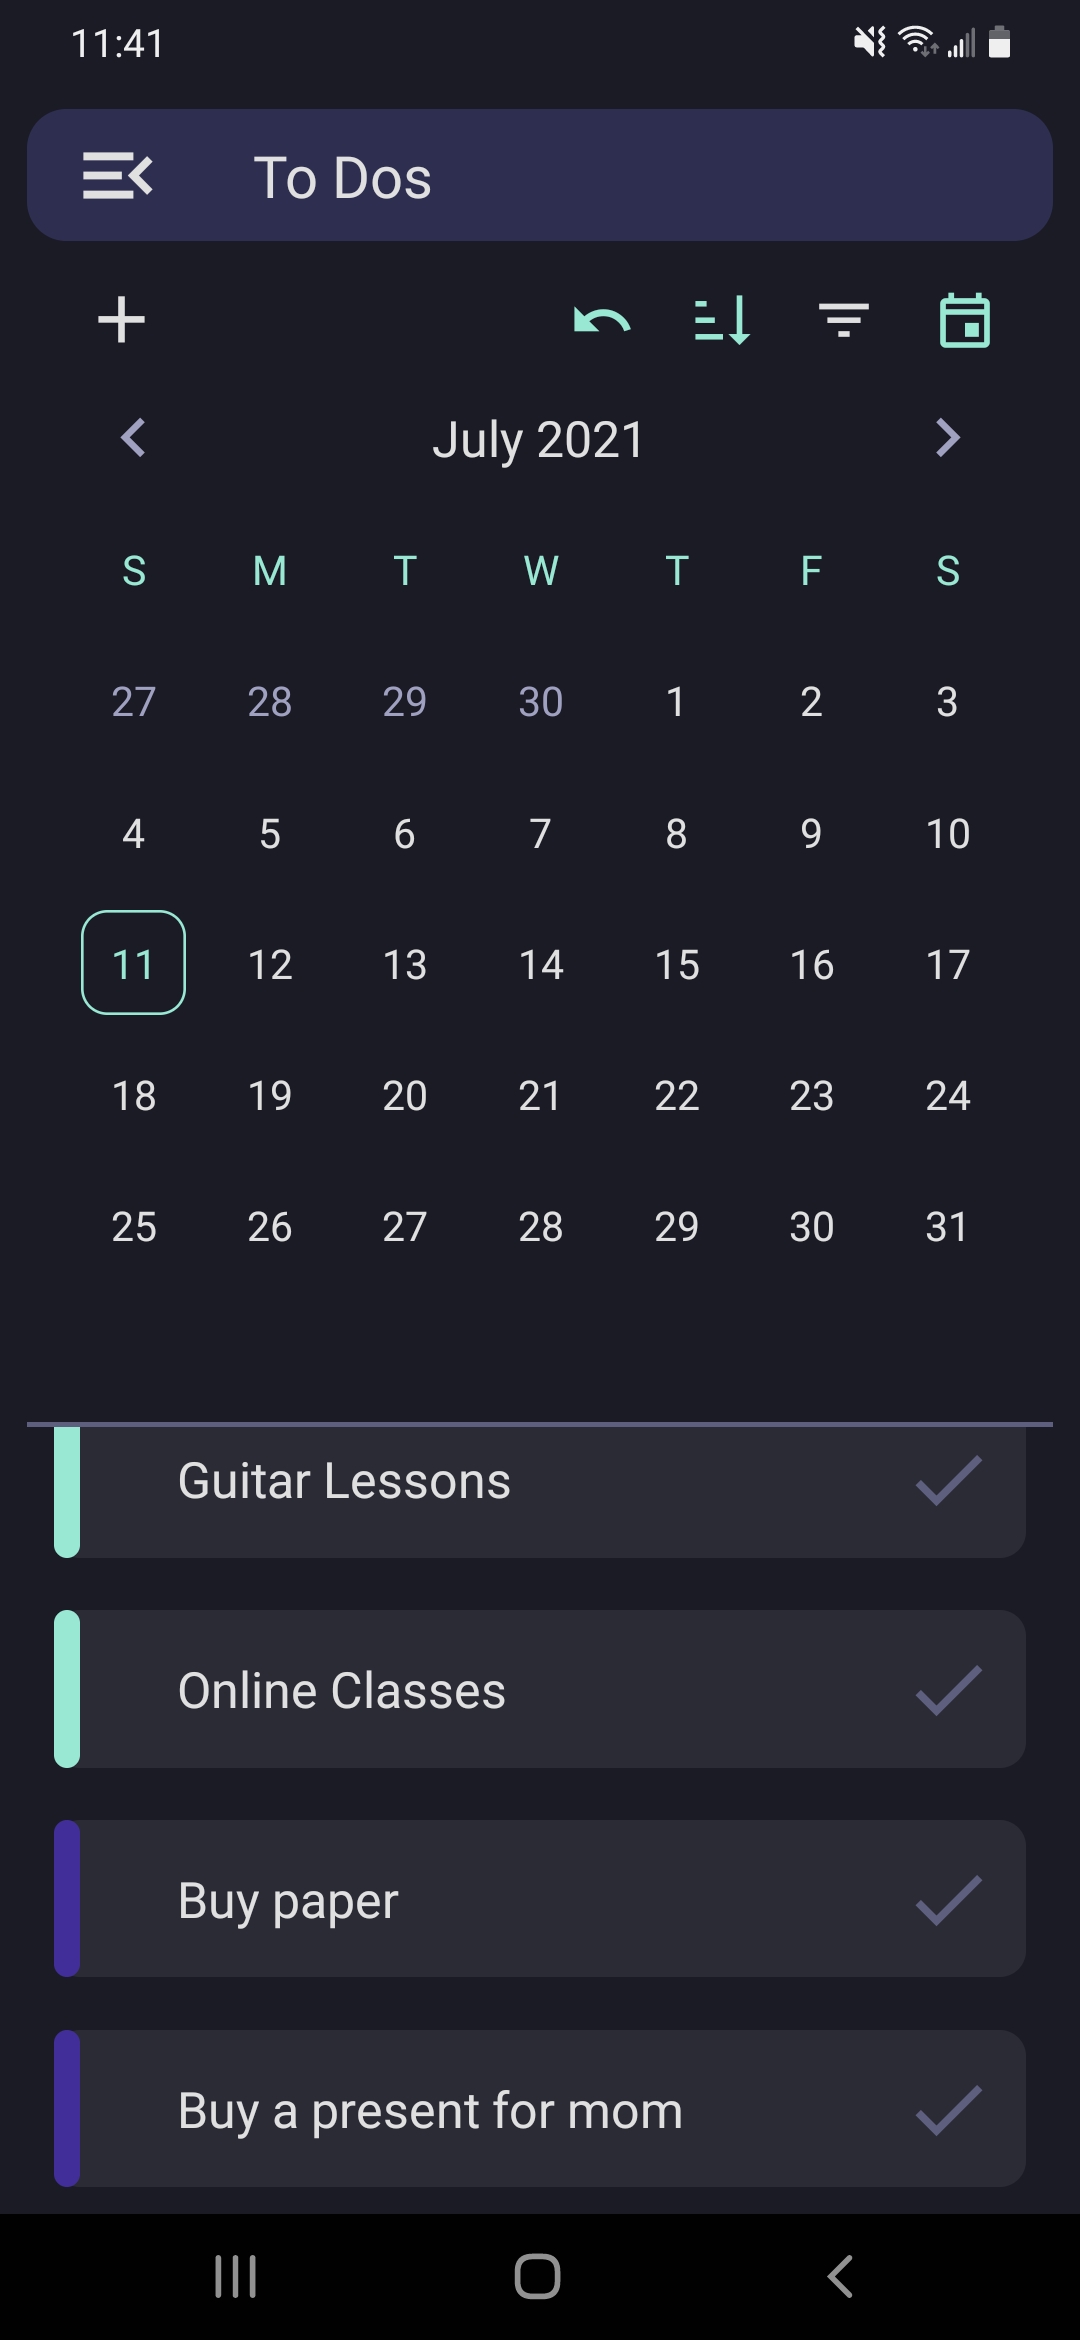 11:41
To Dos
July 2021
S M T W T F S
27 28 29 30 1 2 3
4 5 6 7 8 9 10
11 12 13 14 15 16 17
18 19 20 21 22 23 24
25 26 27 28 29 30 31
Guitar Lessons
Online Classes
Buy paper
Buy a present for mom